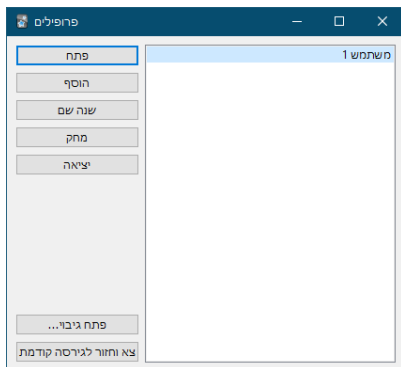 פרופילים
פתח
הוסף
שנה שם
מחק
יציאה
פתח גיבוי...
צא וחזור לגירסה קודמת
משתמש 1